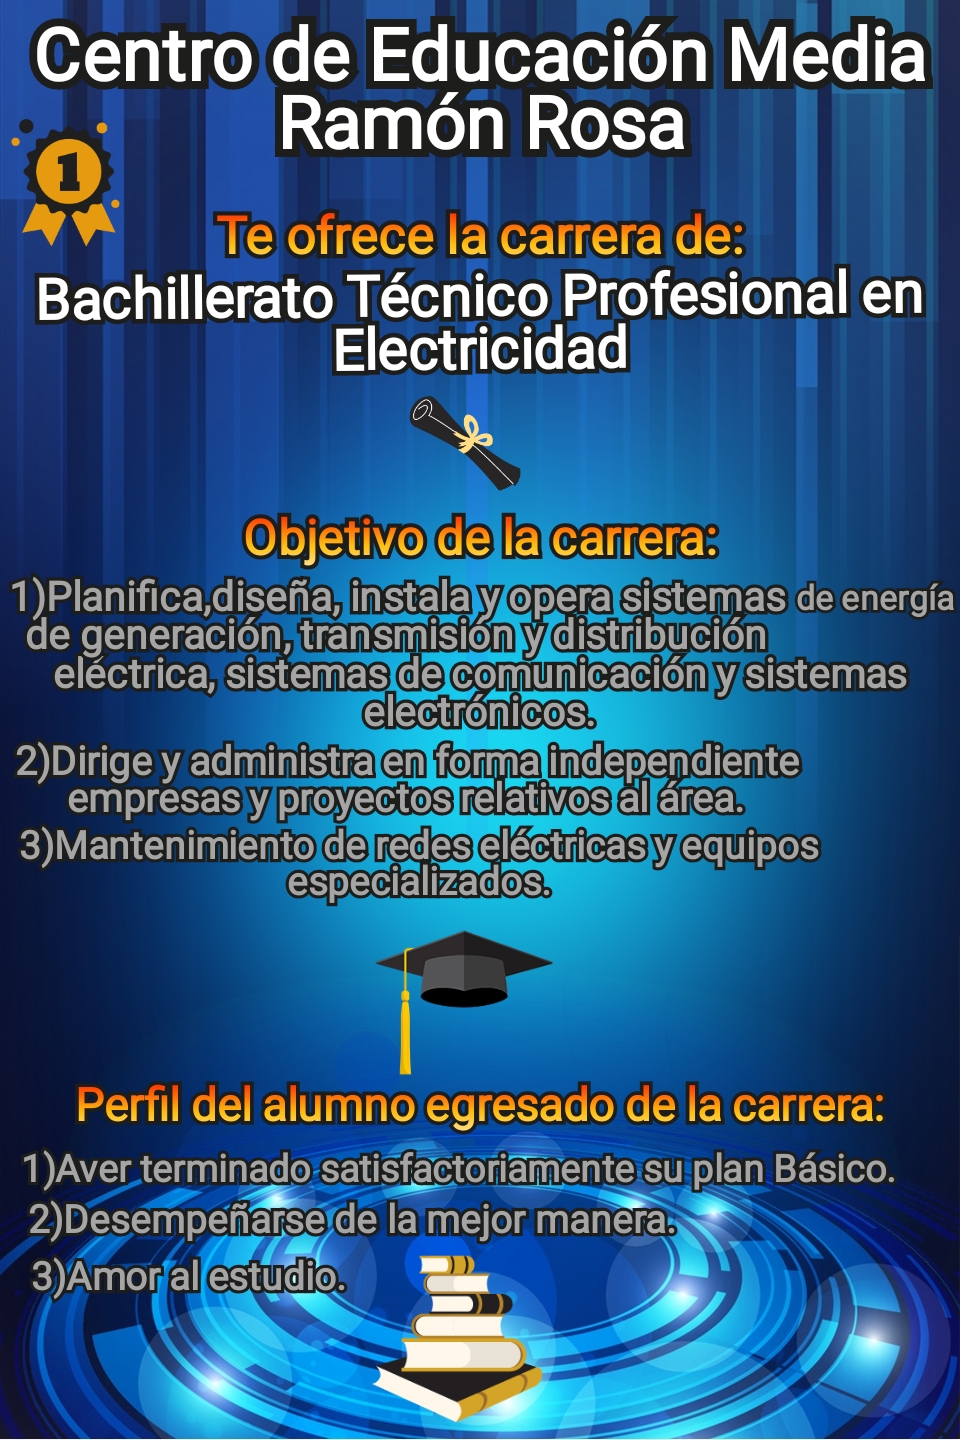 Centro de Educación Media
Ramón Rosa
1
Te ofrece la carrera de:
Bachillerato Técnico Profesional en
Electricidad
Objetivo de la carrera:
1)Planifica,diseña, instala y opera sistemas de energía
de generación, transmisión y distribución
eléctrica, sistemas de comunicación y sistemas
electrónicos.
2)Dirige y administra en forma independiente
empresas y proyectos relativos al área.
3)Mantenimiento de redes eléctricas y equipos
especializados.
Perfil del alumno egresado de la carrera:
1)Aver terminado satisfactoriamente su plan Básico.
2)Desempeñarse de la mejor manera.
3)Amor al estudio.